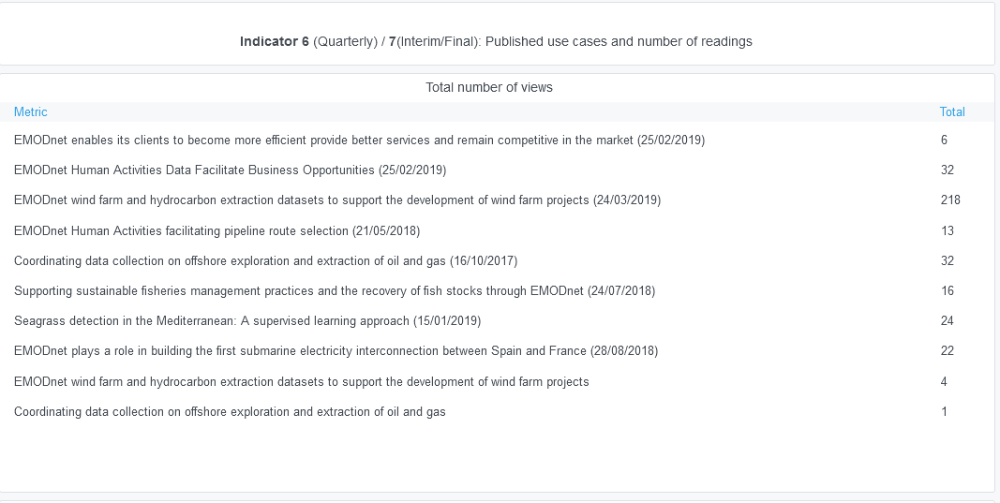 Indicator 6 (Quarterly) / 7(Interim/Final): Published use cases and number of readings
Total number of views
Metric Total
EMODnet enables its clients to become more efficient provide better services and remain competitive in the market (25/02/2019) 6
EMODnet Human Activities Data Facilitate Business Opportunities (25/02/2019) 32
EMODnet wind farm and hydrocarbon extraction datasets to support the development of wind farm projects (24/03/2019) 218
EMODnet Human Activities facilitating pipeline route selection (21/05/2018) 13
Coordinating data collection on offshore exploration and extraction of oil and gas (16/10/2017) 32
Supporting sustainable fisheries management practices and the recovery of fish stocks through EMODnet (24/07/2018) 16
Seagrass detection in the Mediterranean: A supervised learning approach (15/01/2019) 24
EMODnet plays a role in building the first submarine electricity interconnection between Spain and France (28/08/2018) 22
EMODnet wind farm and hydrocarbon extraction datasets to support the development of wind farm projects 4
Coordinating data collection on offshore exploration and extraction of oil and gas 1